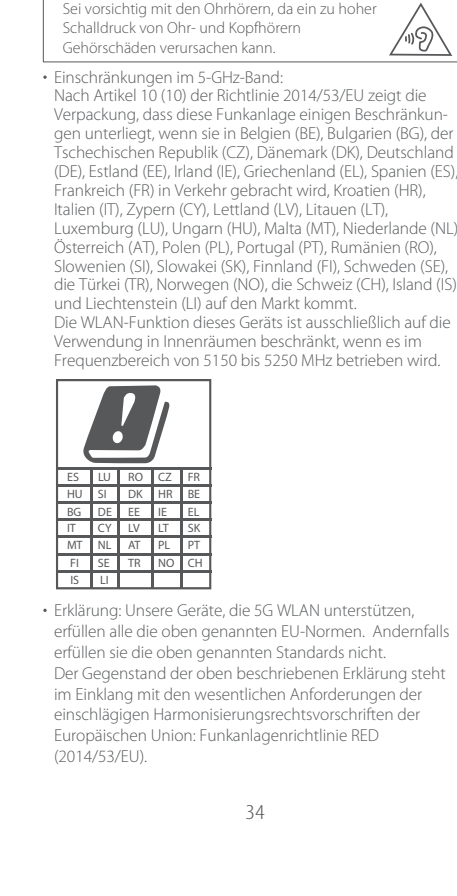 Sei vorsichtig mit den Ohrhörern, da ein zu hoher
Schalldruck von Ohr- und Kopfhörern
Gehörschäden verursachen kann.
• Einschränkungen im 5-GHz-Band:
Nach Artikel 10 (10) der Richtlinie 2014/53/EU zeigt die
Verpackung, dass diese Funkanlage einigen Beschränkun-
gen unterliegt, wenn sie in Belgien (BE), Bulgarien (BG), der
Tschechischen Republik (CZ), Dänemark (DK), Deutschland
(DE), Estland (EE), Irland (IE), Griechenland (EL), Spanien (ES),
Frankreich (FR) in Verkehr gebracht wird, Kroatien (HR),
Italien (IT), Zypern (CY), Lettland (LV), Litauen (LT),
Luxemburg (LU), Ungarn (HU), Malta (MT), Niederlande (NL)
Österreich (AT), Polen (PL), Portugal (PT), Rumänien (RO),
Slowenien (SI), Slowakei (SK), Finnland (FI), Schweden (SE),
die Türkei (TR), Norwegen (NO), die Schweiz (CH), Island (IS)
und Liechtenstein (LI) auf den Markt kommt.
Die WLAN-Funktion dieses Geräts ist ausschließlich auf die
Verwendung in Innenräumen beschränkt, wenn es im
Frequenzbereich von 5150 bis 5250 MHz betrieben wird.
ES LU RO CZ FR
HU SI DK HR BE
BG DE EE IE EL
IT CY LV LT SK
MT NL AT PL PT
FI SE TR NO CH
IS LI
• Erklärung: Unsere Geräte, die 5G WLAN unterstützen,
erfüllen alle die oben genannten EU-Normen. Andernfalls
erfüllen sie die oben genannten Standards nicht.
Der Gegenstand der oben beschriebenen Erklärung steht
im Einklang mit den wesentlichen Anforderungen der
einschlägigen Harmonisierungsrechtsvorschriften der
Europäischen Union: Funkanlagenrichtlinie RED
(2014/53/EU).
34